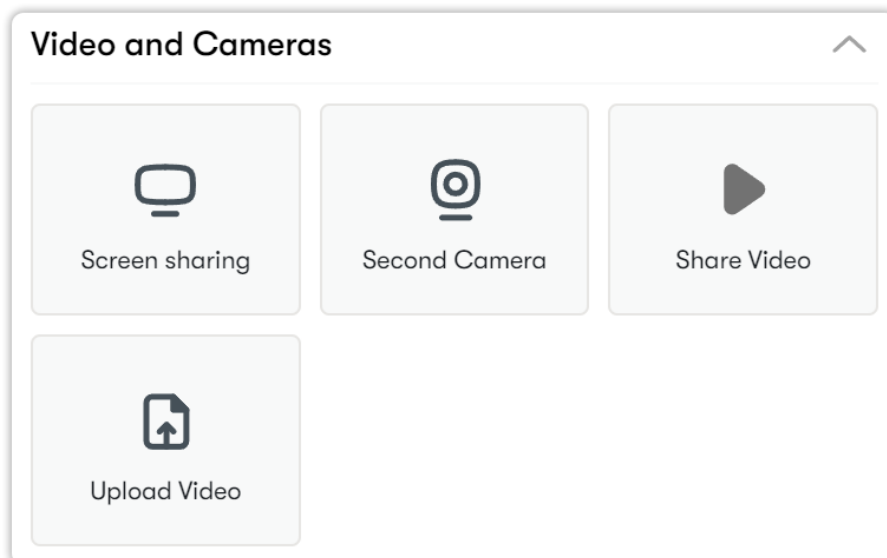 Video and Cameras
Screen sharing
Second Camera
Share Video
Upload Video